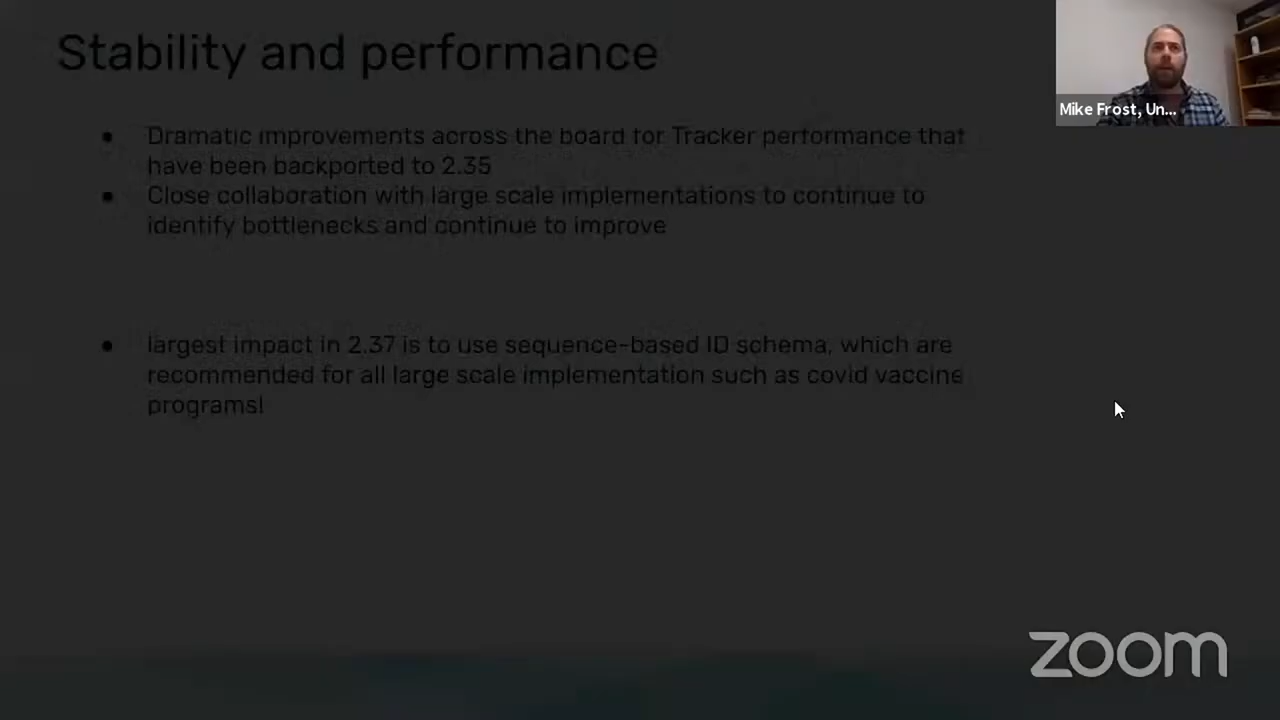 Stability and performance
Mike Frost, Un...
• Dramatic improvements across the board for Tracker performance that
have been backported to 2.35
• Close collaboration with large scale implementations to continue to
identify bottlenecks and continue to improve
• largest impact in 2.37 is to use sequence-based ID schema, which are
recommended for all large scale implementation such as covid vaccine
programs!
zoom